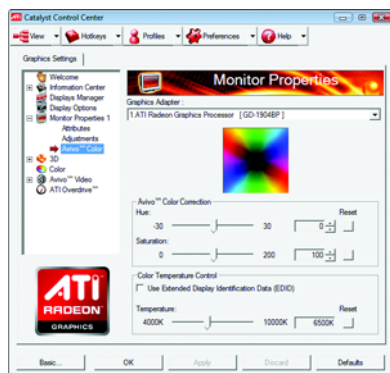 ATI Catalyst Control Center
View Hotkeys Profiles Preferences Help
Graphics Settings
Welcome
Information Center
Displays Manager
Display Options
Monitor Properties 1
Attributes
Adjustments
Avivo™ Color
3D
Color
Avivo™ Video
ATI Overdrive™
Monitor Properties
Graphics Adapter :
1.ATI Radeon Graphics Processor [ GD-1904BP ]
Avivo™ Color Correction
Hue: Reset
-30 30 0
Saturation:
0 200 100
Color Temperature Control
Use Extended Display Identification Data (EDID)
Temperature: Reset
4000K 10000K 6500K
ATI
RADEON
GRAPHICS
Basic... OK Apply Discard Defaults